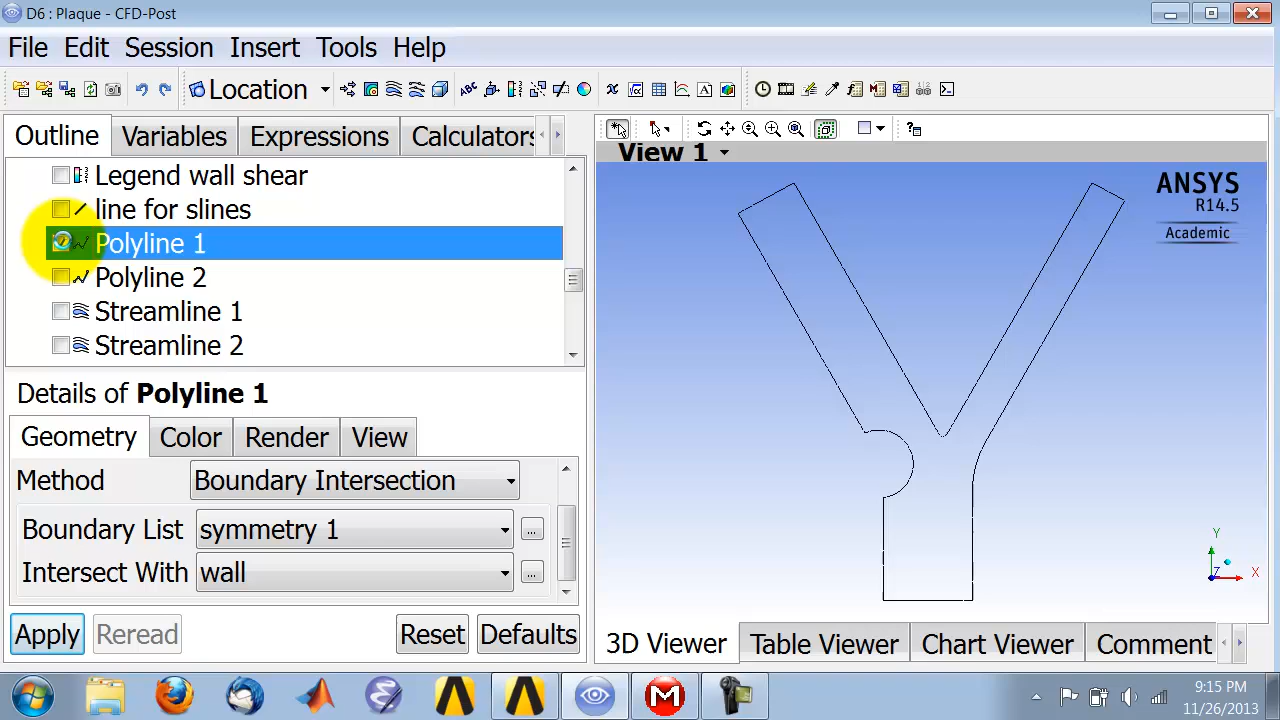 D6 : Plaque - CFD-Post
File Edit Session Insert Tools Help
Location
Outline Variables Expressions Calculators
View 1
Legend wall shear
line for slines
Polyline 1
Polyline 2
Streamline 1
Streamline 2
ANSYS
R14.5
Academic
Details of Polyline 1
Geometry Color Render View
Method Boundary Intersection
Boundary List symmetry 1 ...
Intersect With wall ...
Y
X
Z
Apply Reread Reset Defaults
3D Viewer Table Viewer Chart Viewer Comment
9:15 PM
11/26/2013